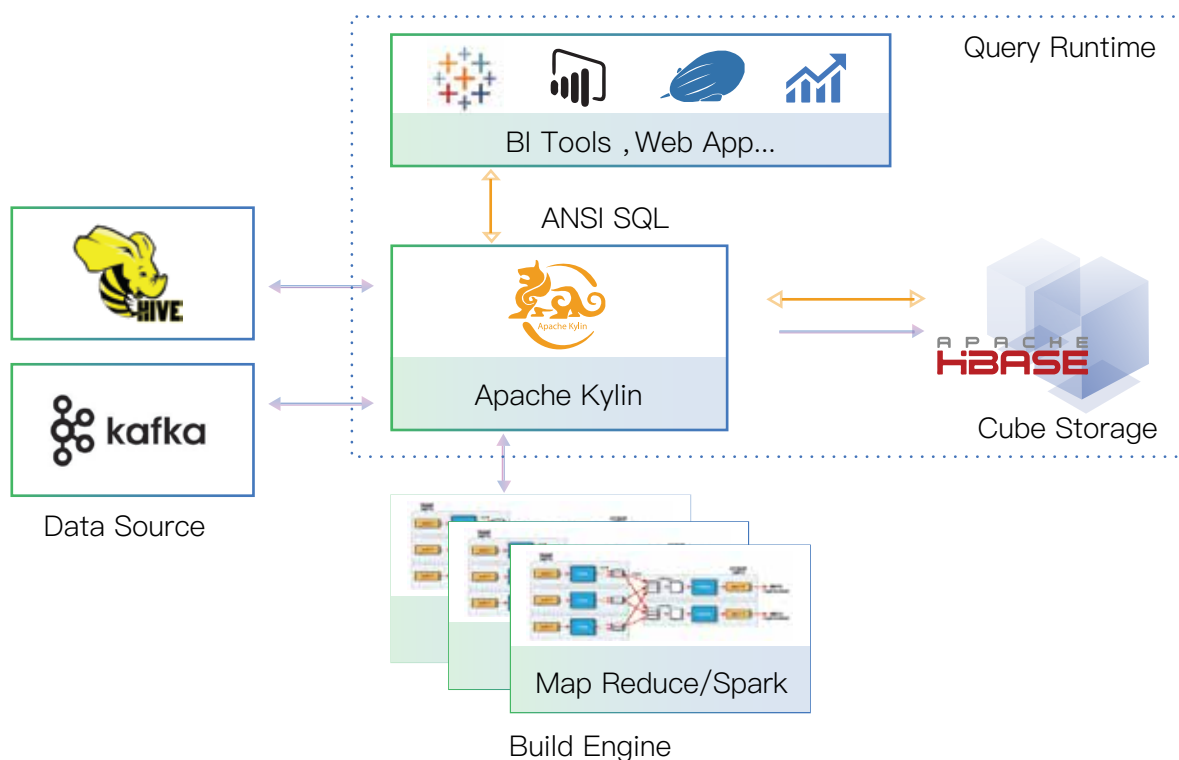 Query Runtime
BI Tools , Web App...
ANSI SQL
HIVE
Apache Kylin
Apache Kylin
APACHE
HBASE
Cube Storage
kafka
Data Source
Map Reduce/Spark
Build Engine